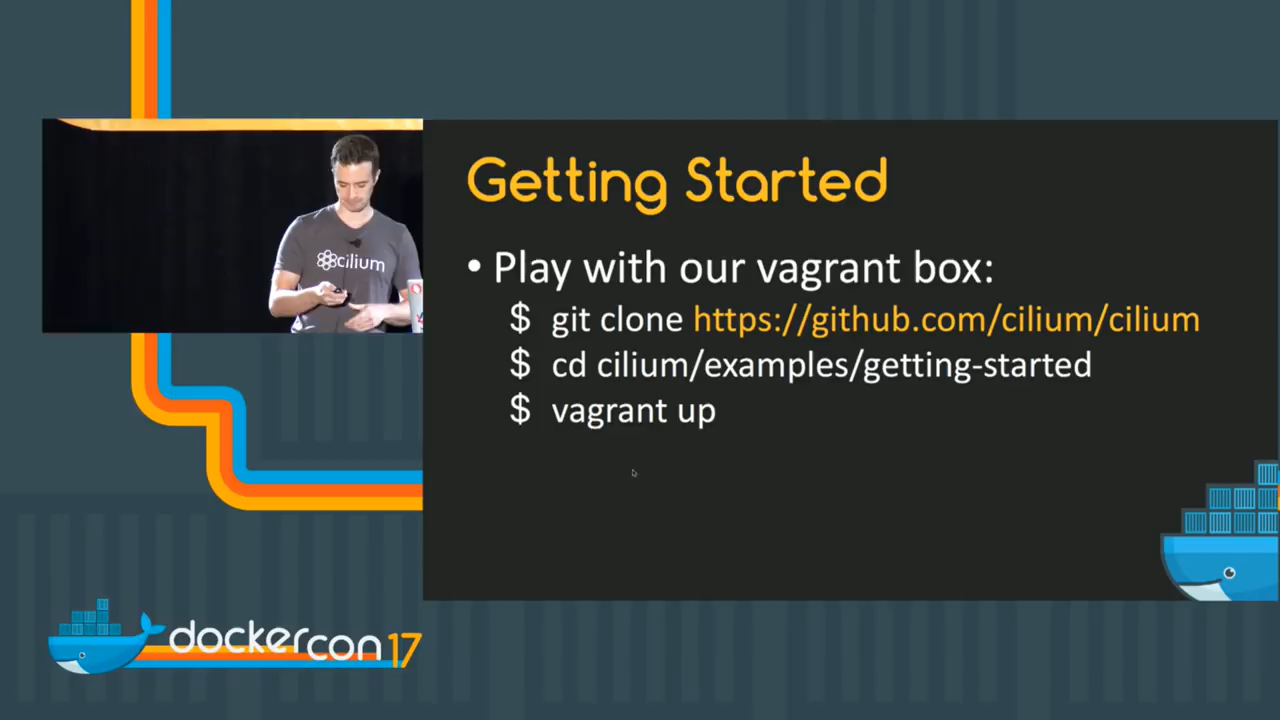 Getting Started
• Play with our vagrant box:
$ git clone https://github.com/cilium/cilium
$ cd cilium/examples/getting-started
$ vagrant up
cilium
dockercon 17